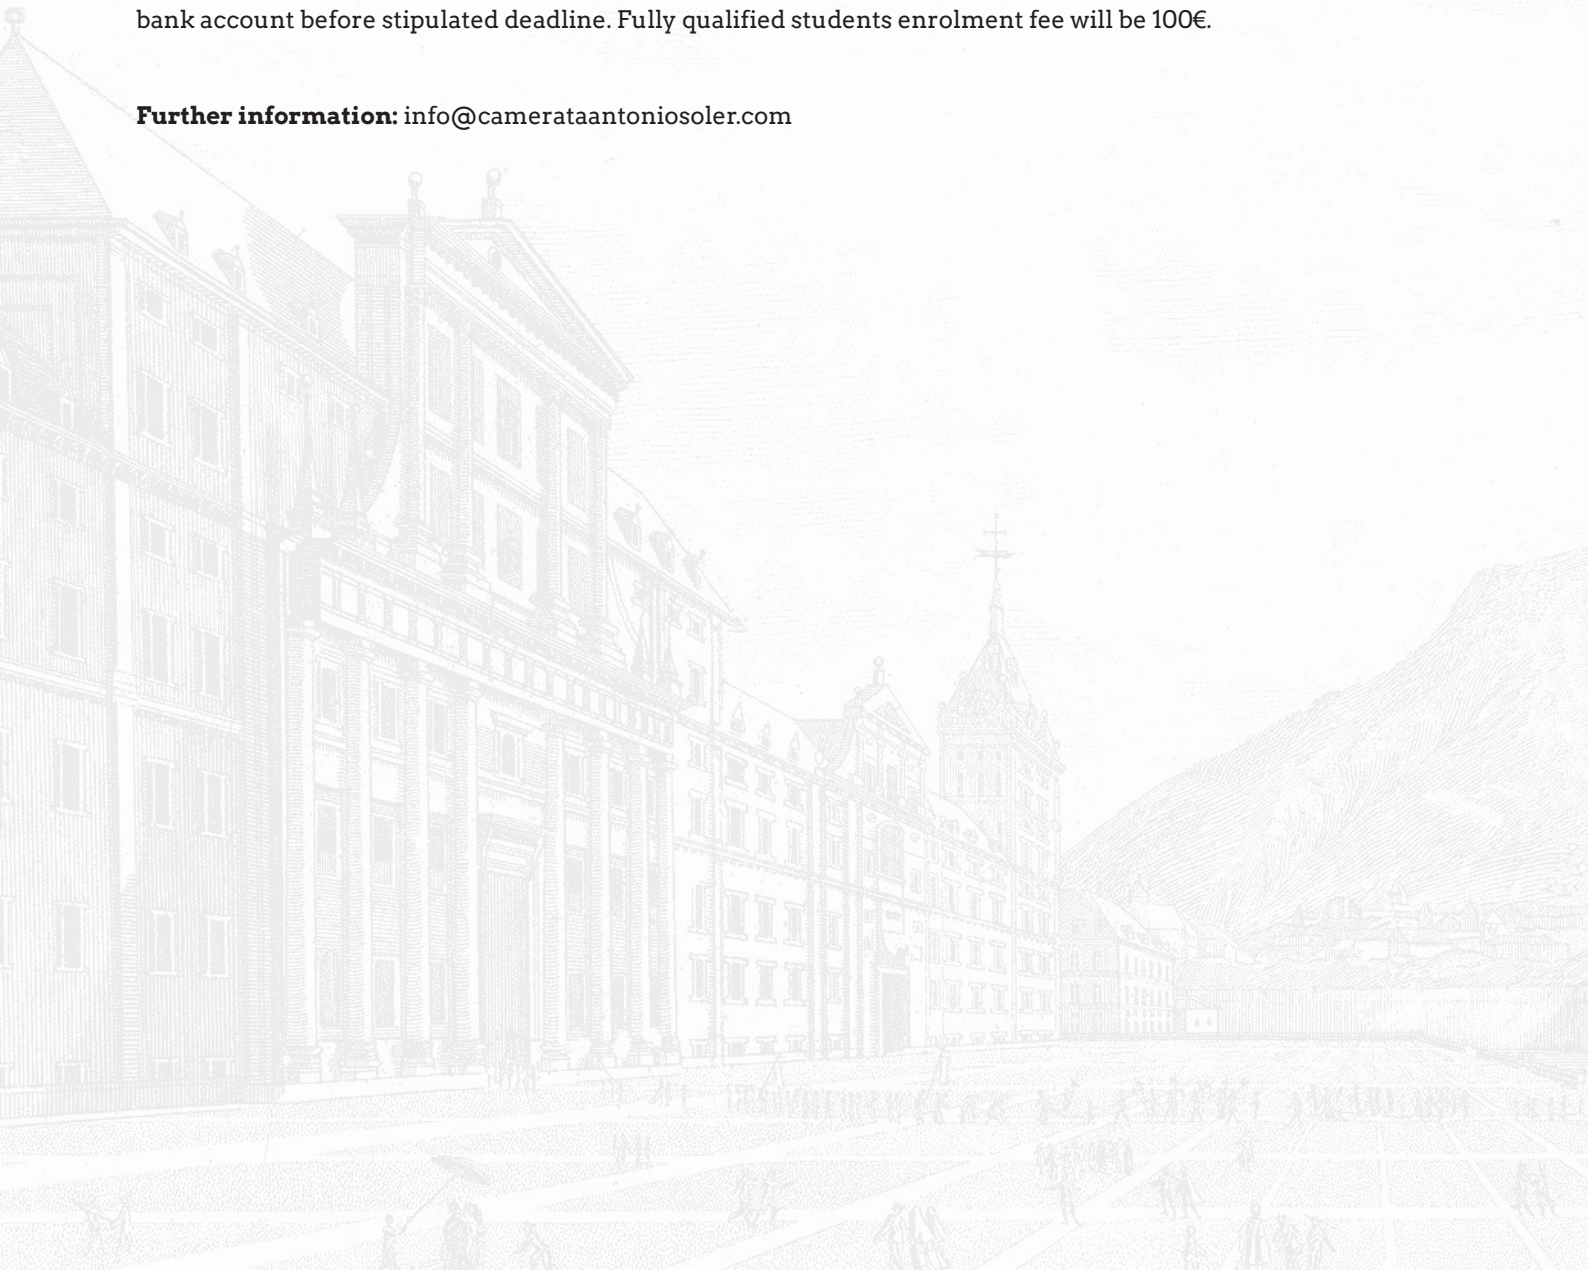 bank account before stipulated deadline. Fully qualified students enrolment fee will be 100€.
Further information: info@camerataantoniosoler.com